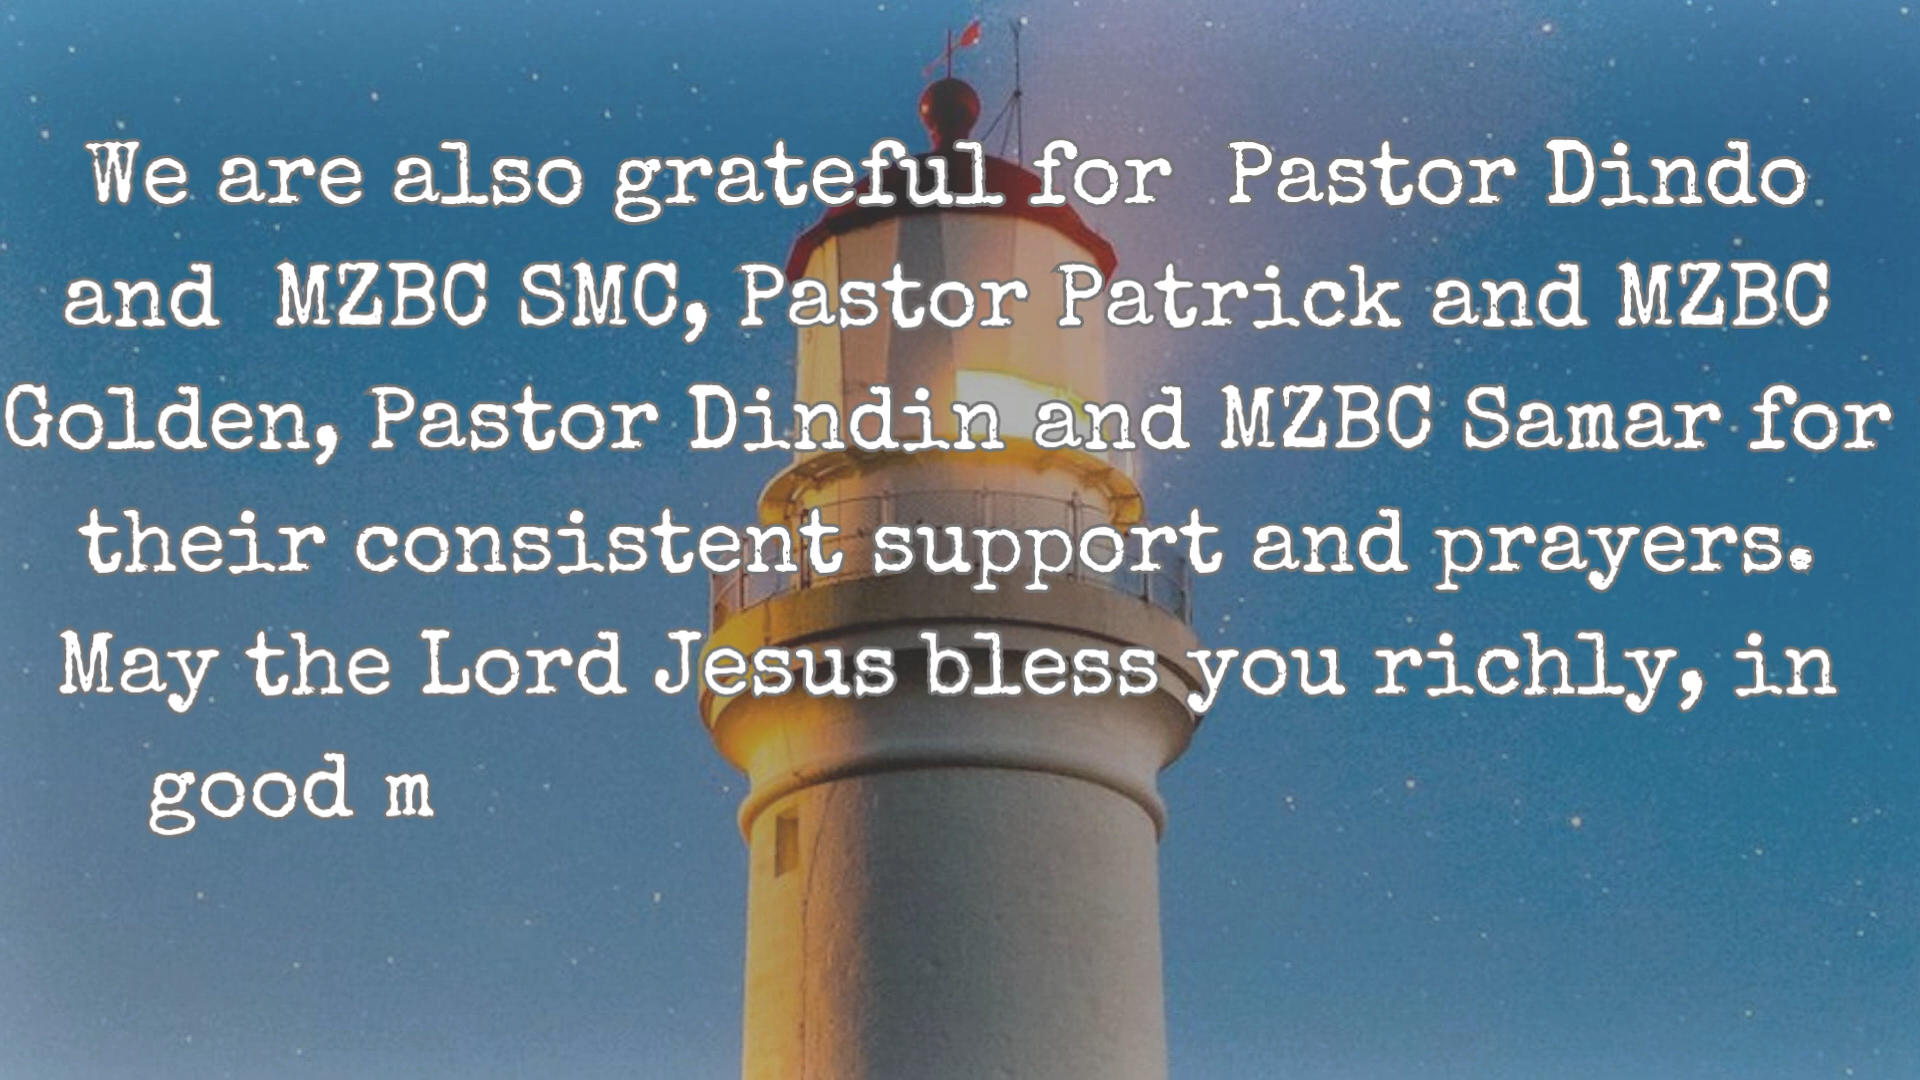 We are also grateful for  Pastor Dindo
and  MZBC SMC, Pastor Patrick and MZBC
Golden, Pastor Dindin and MZBC Samar for
their consistent support and prayers.
May the Lord Jesus bless you richly, in
good m